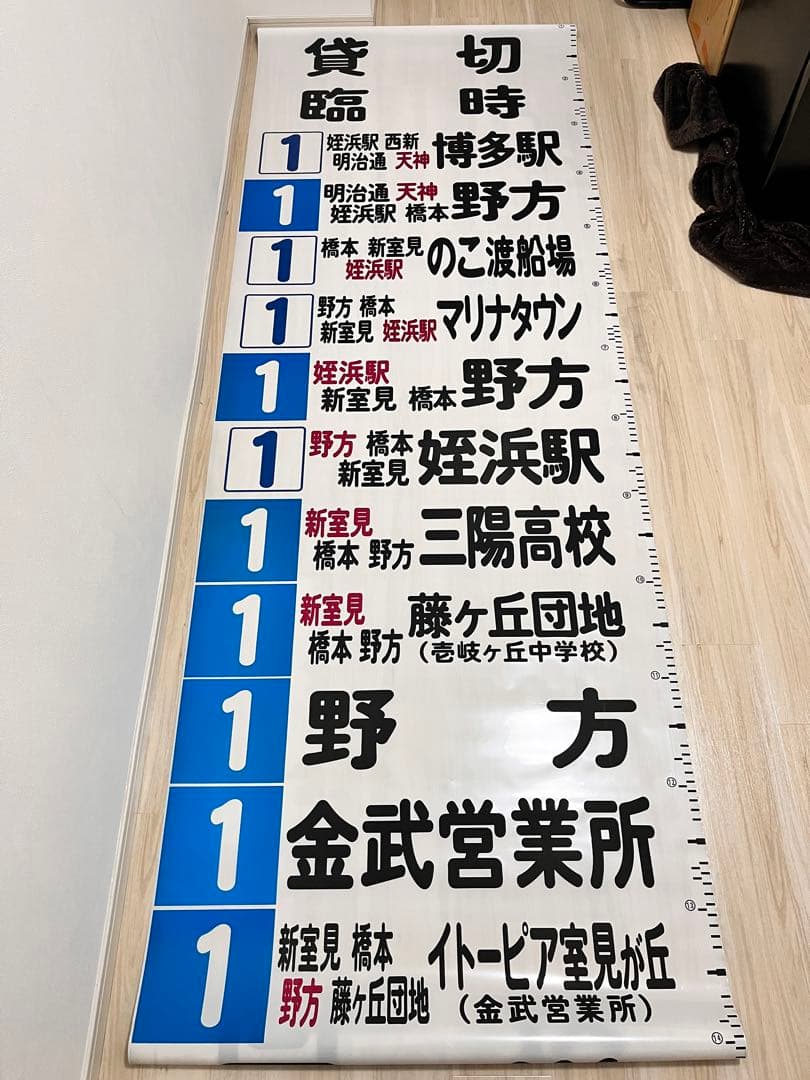 貸 切
臨 時
1 姪浜駅 西新 博多駅
明治通 天神
1 明治通 天神 野方
姪浜駅 橋本
1 橋本 新室見 のこ渡船場
姪浜駅
1 野方 橋本 マリナタウン
新室見 姪浜駅
1 姪浜駅 野方
新室見 橋本
1 野方 橋本 姪浜駅
新室見
1 新室見 三陽高校
橋本 野方
1 新室見 藤ヶ丘団地
橋本 野方 (壱岐ヶ丘中学校)
1 野 方
1 金武営業所
1 新室見 橋本 イトーピア室見が丘
野方 藤ヶ丘団地 (金武営業所)